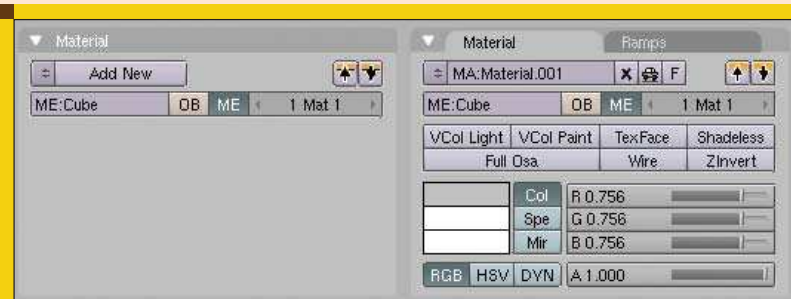 Material
Add New
ME:Cube OB ME 1 Mat 1
Material Ramps
MA:Material.001 X F
ME:Cube OB ME 1 Mat 1
VCol Light VCol Paint TexFace Shadeless
Full Osa Wire ZInvert
Col R 0.756
Spe G 0.756
Mir B 0.756
RGB HSV DYN A 1.000